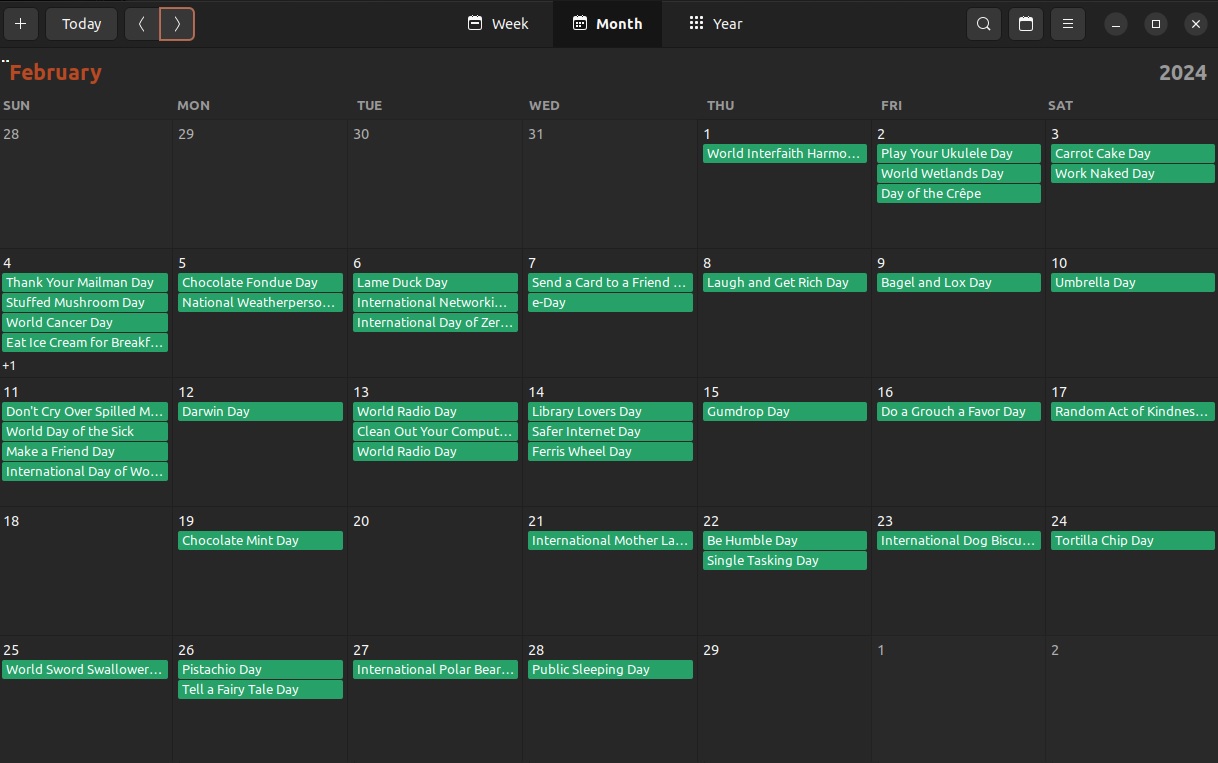 Today
Week
Month
Year
February
2024
SUN MON TUE WED THU FRI SAT
28 29 30 31 1 2 3
World Interfaith Harmo… Play Your Ukulele Day Carrot Cake Day
World Wetlands Day Work Naked Day
Day of the Crêpe
4 5 6 7 8 9 10
Thank Your Mailman Day Chocolate Fondue Day Lame Duck Day Send a Card to a Friend … Laugh and Get Rich Day Bagel and Lox Day Umbrella Day
Stuffed Mushroom Day National Weatherperso… International Networki… e-Day
World Cancer Day International Day of Zer…
Eat Ice Cream for Breakf…
+1
11 12 13 14 15 16 17
Don't Cry Over Spilled M… Darwin Day World Radio Day Library Lovers Day Gumdrop Day Do a Grouch a Favor Day Random Act of Kindnes…
World Day of the Sick Clean Out Your Comput… Safer Internet Day
Make a Friend Day World Radio Day Ferris Wheel Day
International Day of Wo…
18 19 20 21 22 23 24
Chocolate Mint Day International Mother La… Be Humble Day International Dog Biscu… Tortilla Chip Day
Single Tasking Day
25 26 27 28 29 1 2
World Sword Swallower… Pistachio Day International Polar Bear… Public Sleeping Day
Tell a Fairy Tale Day